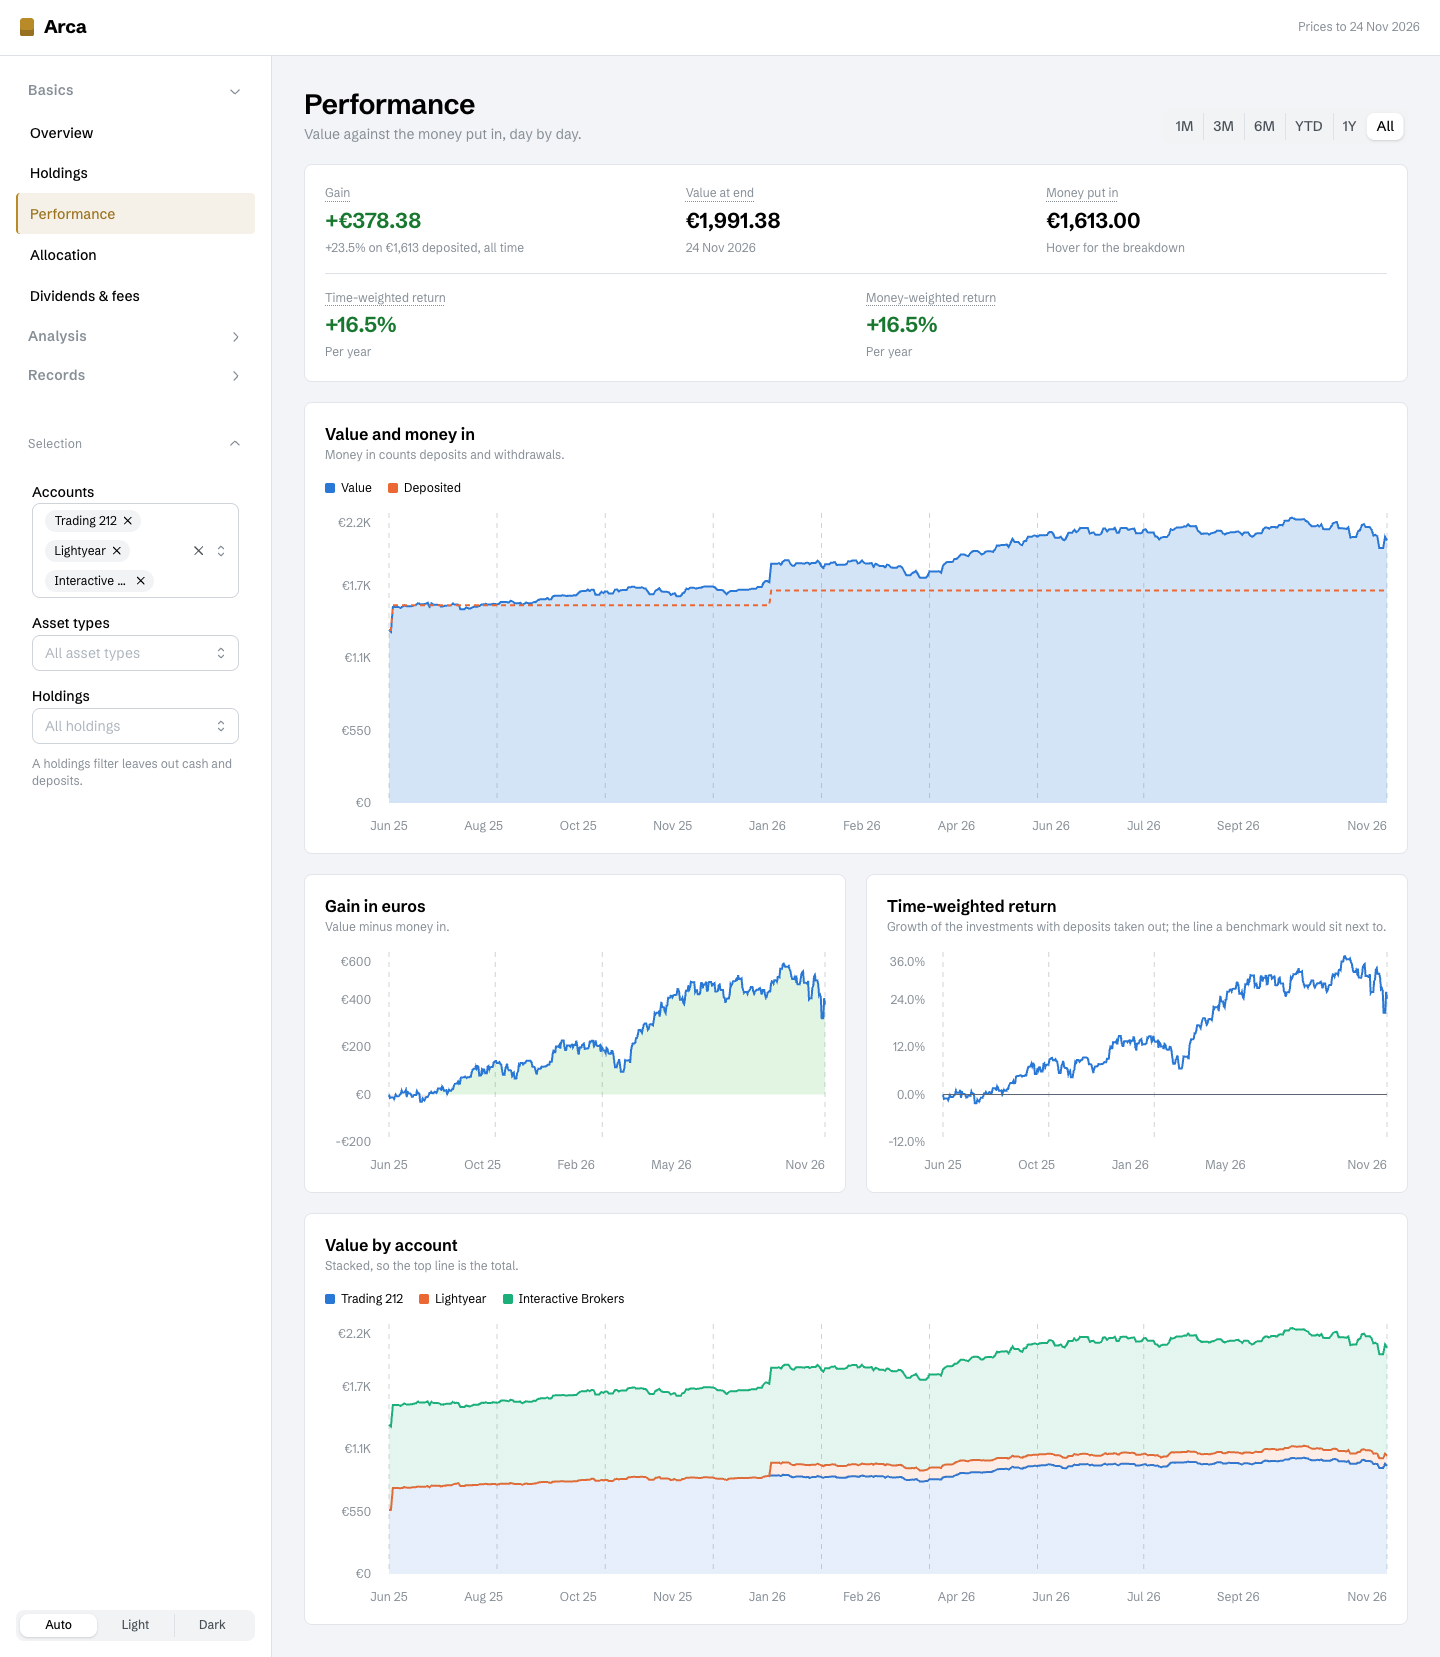 Arca
Prices to 24 Nov 2026
Basics
Overview
Holdings
Performance
Allocation
Dividends & fees
Analysis
Records
Selection
Accounts
Trading 212
Lightyear
Interactive ...
Asset types
All asset types
Holdings
All holdings
A holdings filter leaves out cash and
deposits.
Auto Light Dark
Performance
Value against the money put in, day by day.
1M 3M 6M YTD 1Y All
Gain Value at end Money put in
+€378.38 €1,991.38 €1,613.00
+23.5% on €1,613 deposited, all time 24 Nov 2026 Hover for the breakdown
Time-weighted return Money-weighted return
+16.5% +16.5%
Per year Per year
Value and money in
Money in counts deposits and withdrawals.
Value Deposited
€2.2K
€1.7K
€1.1K
€550
€0
Jun 25 Aug 25 Oct 25 Nov 25 Jan 26 Feb 26 Apr 26 Jun 26 Jul 26 Sept 26 Nov 26
Gain in euros
Value minus money in.
€600
€400
€200
€0
-€200
Jun 25 Oct 25 Feb 26 May 26 Nov 26
Time-weighted return
Growth of the investments with deposits taken out; the line a benchmark would sit next to.
36.0%
24.0%
12.0%
0.0%
-12.0%
Jun 25 Oct 25 Jan 26 May 26 Nov 26
Value by account
Stacked, so the top line is the total.
Trading 212 Lightyear Interactive Brokers
€2.2K
€1.7K
€1.1K
€550
€0
Jun 25 Aug 25 Oct 25 Nov 25 Jan 26 Feb 26 Apr 26 Jun 26 Jul 26 Sept 26 Nov 26